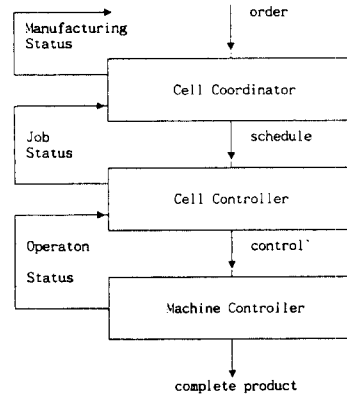 order
Manufacturing
Status
Cell Coordinator
schedule
Job
Status
Cell Controller
Operaton
control
Status
Machine Controller
complete product